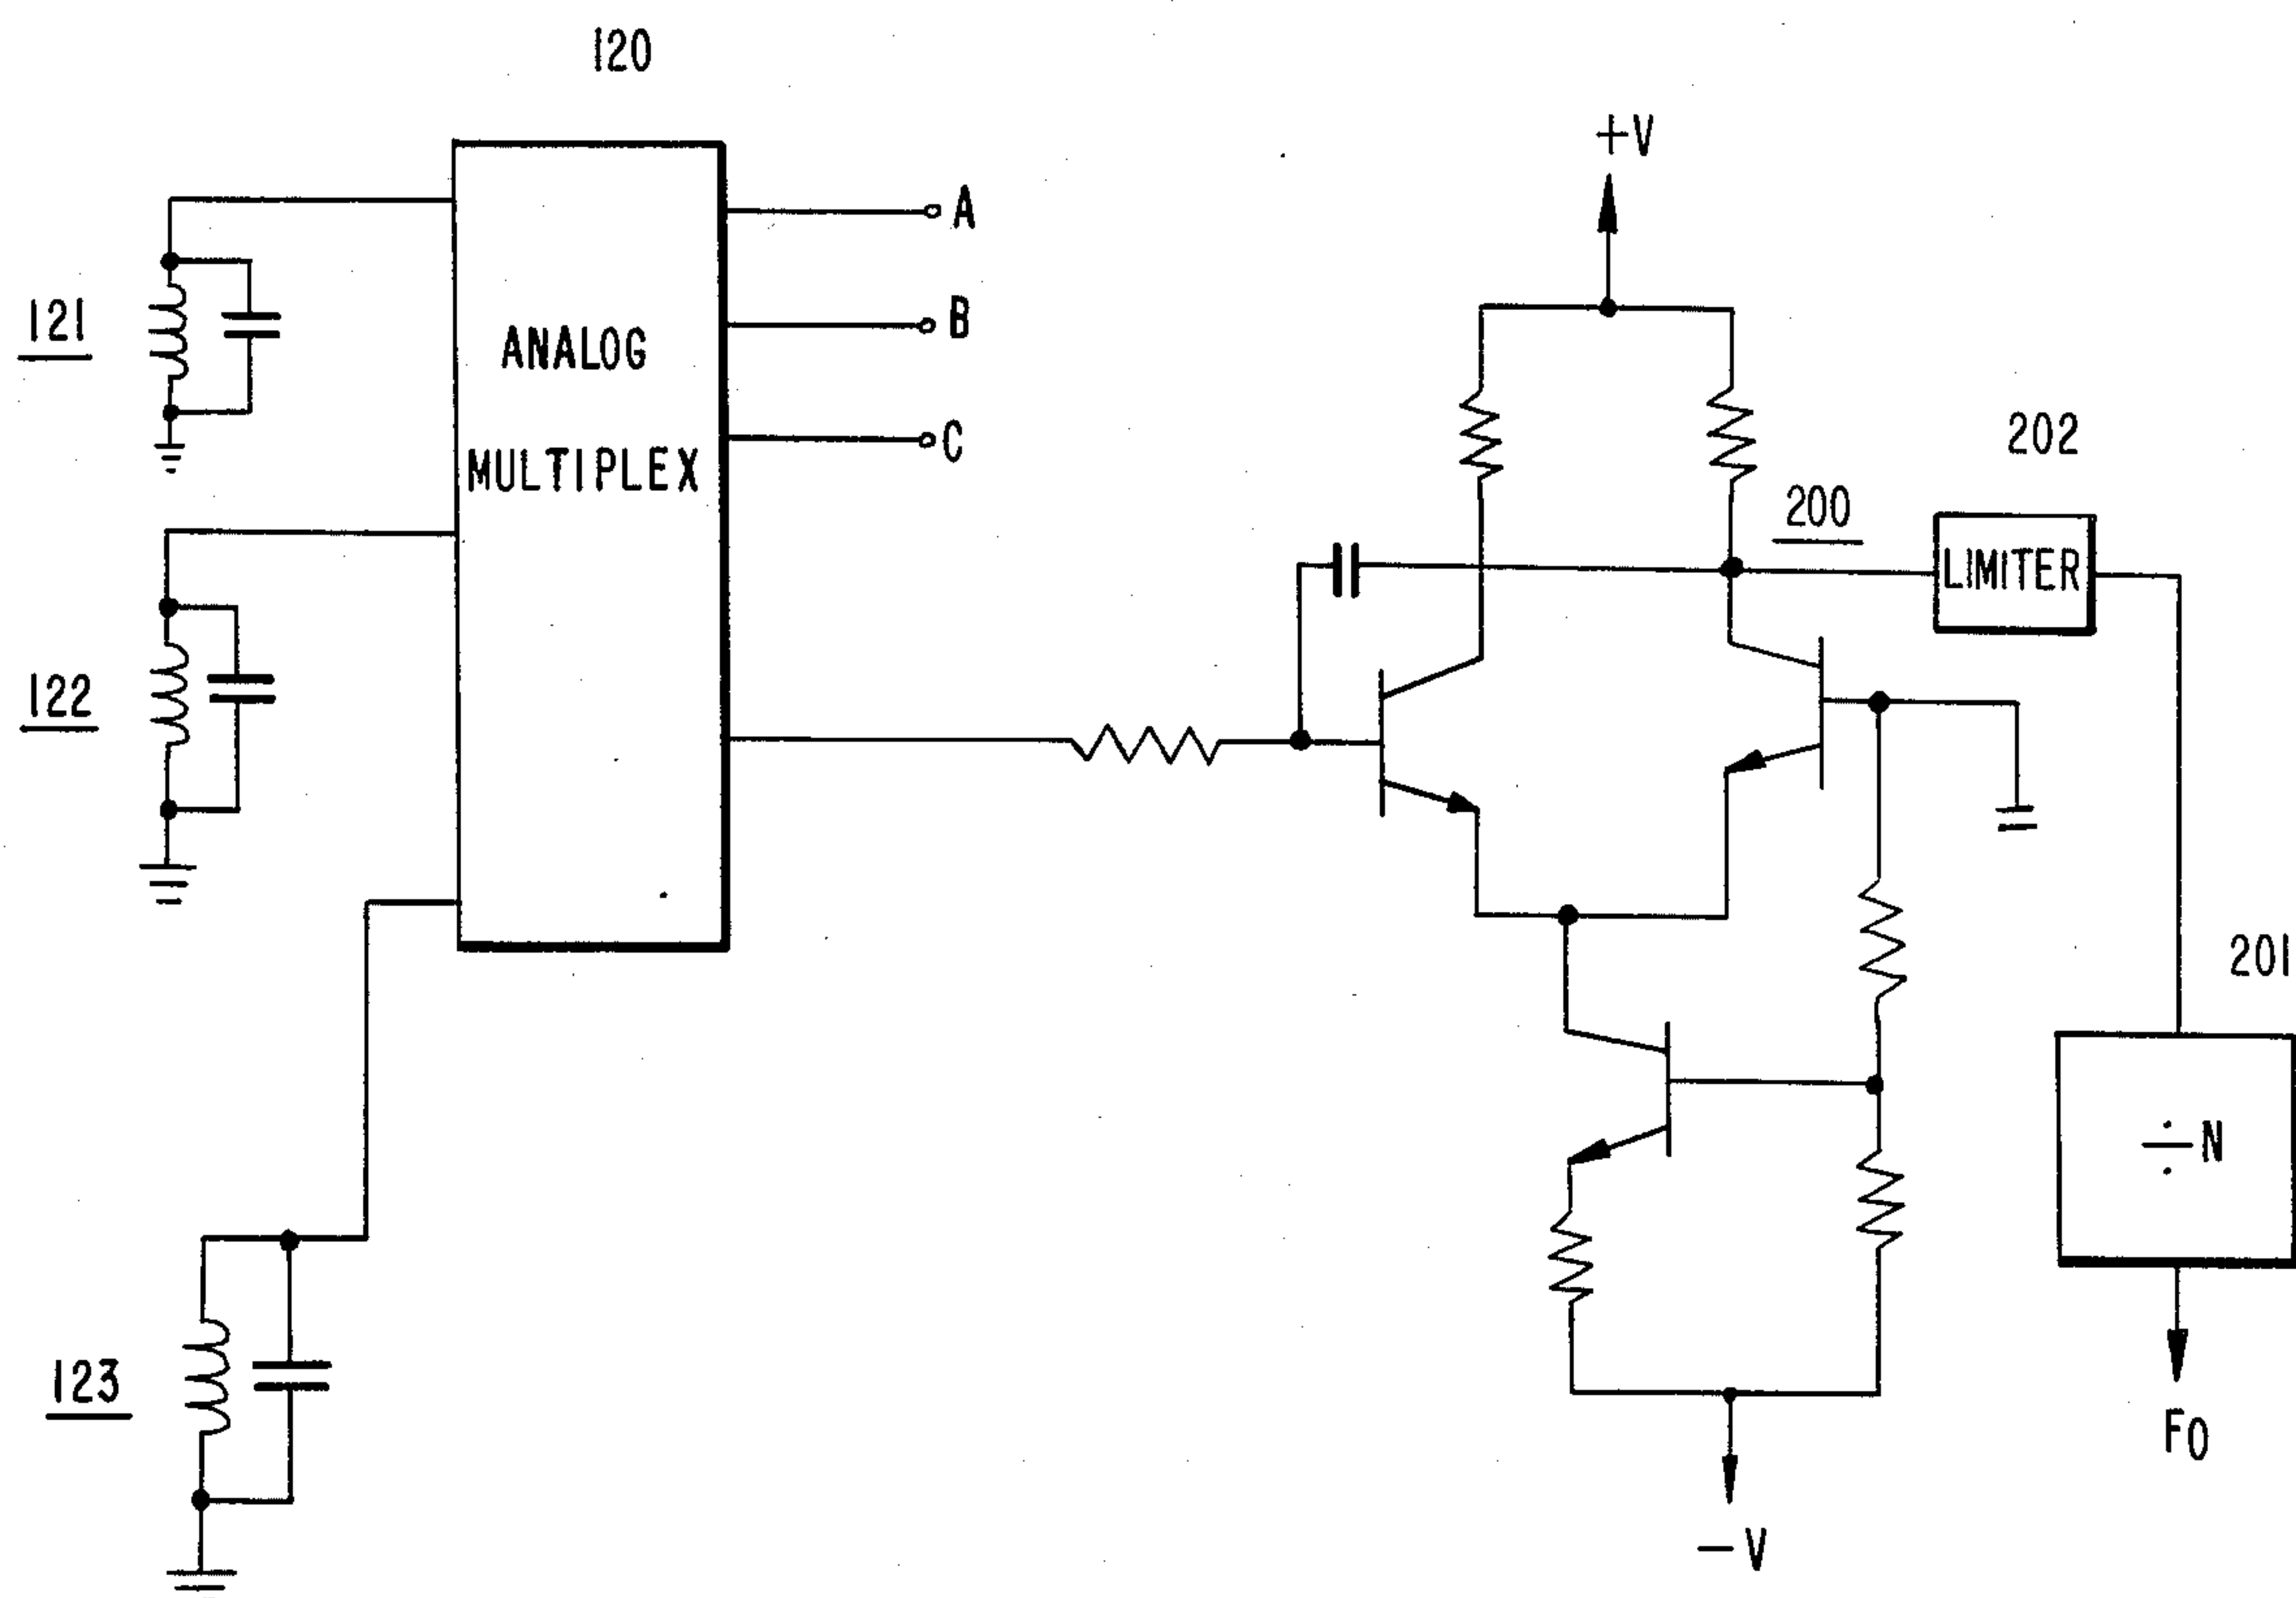 120
+V
A
B
C
121
ANALOG
MULTIPLEX
202
200
LIMITER
122
201
÷N
123
F0
-V